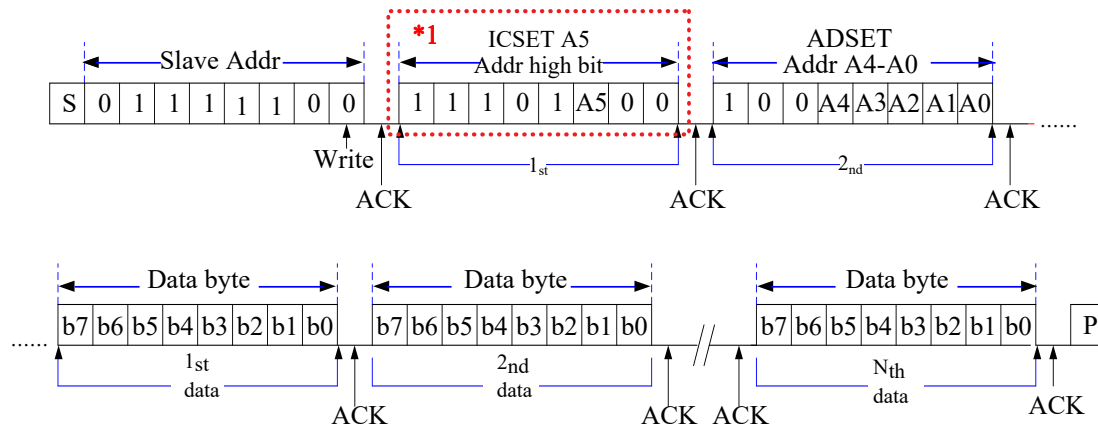 *1
Slave Addr
ICSET A5
Addr high bit
ADSET
Addr A4-A0
S 0 1 1 1 1 1 0 0 1 1 1 0 1 A5 0 0 1 0 0 A4 A3 A2 A1 A0
......
Write
1st
2nd
ACK ACK ACK
Data byte Data byte Data byte
...... b7 b6 b5 b4 b3 b2 b1 b0 b7 b6 b5 b4 b3 b2 b1 b0 b7 b6 b5 b4 b3 b2 b1 b0 P
1st
data
2nd
data
Nth
data
ACK ACK ACK ACK